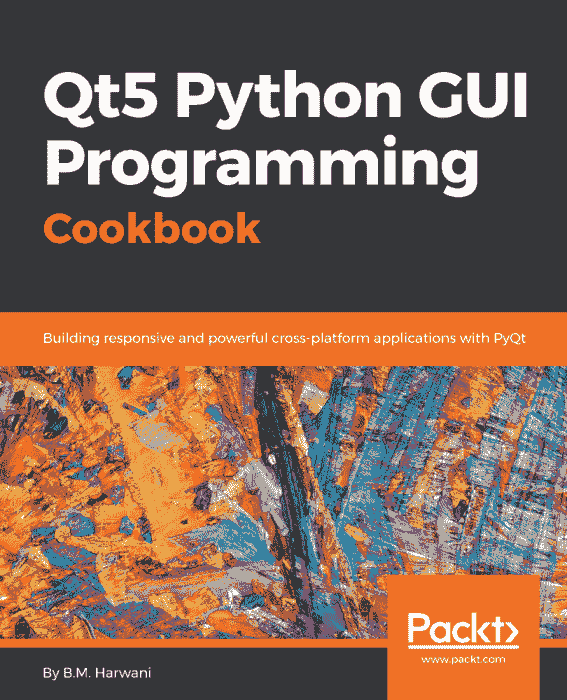 Qt5 Python GUI
Programming
Cookbook
Building responsive and powerful cross-platform applications with PyQt
Packt>
www.packt.com
By B.M. Harwani